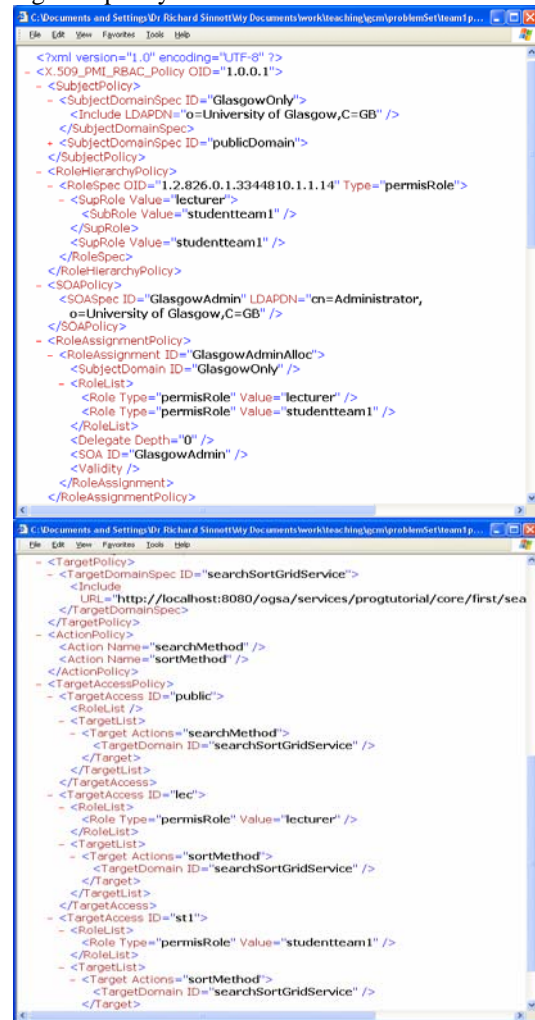 C:\Documents and Settings\Dr Richard Sinnott\My Documents\work\teaching\gcm\problemSet\team1p...
File Edit View Favorites Tools Help
<?xml version="1.0" encoding="UTF-8" ?>
- <X.509_PMI_RBAC_Policy OID="1.0.0.1">
- <SubjectPolicy>
- <SubjectDomainSpec ID="GlasgowOnly">
<Include LDAPDN="o=University of Glasgow,C=GB" />
</SubjectDomainSpec>
+ <SubjectDomainSpec ID="publicDomain">
</SubjectPolicy>
- <RoleHierarchyPolicy>
- <RoleSpec OID="1.2.826.0.1.3344810.1.1.14" Type="permisRole">
- <SupRole Value="lecturer">
<SubRole Value="studentteam1" />
</SupRole>
<SupRole Value="studentteam1" />
</RoleSpec>
</RoleHierarchyPolicy>
- <SOAPolicy>
<SOASpec ID="GlasgowAdmin" LDAPDN="cn=Administrator,
o=University of Glasgow,C=GB" />
</SOAPolicy>
- <RoleAssignmentPolicy>
- <RoleAssignment ID="GlasgowAdminAlloc">
<SubjectDomain ID="GlasgowOnly" />
- <RoleList>
<Role Type="permisRole" Value="lecturer" />
<Role Type="permisRole" Value="studentteam1" />
</RoleList>
<Delegate Depth="0" />
<SOA ID="GlasgowAdmin" />
<Validity />
</RoleAssignment>
</RoleAssignmentPolicy>
C:\Documents and Settings\Dr Richard Sinnott\My Documents\work\teaching\gcm\problemSet\team1p...
File Edit View Favorites Tools Help
- <TargetPolicy>
- <TargetDomainSpec ID="searchSortGridService">
<Include
URL="http://localhost:8080/ogsa/services/progtutorial/core/first/sea
</TargetDomainSpec>
</TargetPolicy>
- <ActionPolicy>
<Action Name="searchMethod" />
<Action Name="sortMethod" />
</ActionPolicy>
- <TargetAccessPolicy>
- <TargetAccess ID="public">
<RoleList />
- <TargetList>
- <Target Actions="searchMethod">
<TargetDomain ID="searchSortGridService" />
</Target>
</TargetList>
</TargetAccess>
- <TargetAccess ID="lec">
- <RoleList>
<Role Type="permisRole" Value="lecturer" />
</RoleList>
- <TargetList>
- <Target Actions="sortMethod">
<TargetDomain ID="searchSortGridService" />
</Target>
</TargetList>
</TargetAccess>
- <TargetAccess ID="st1">
- <RoleList>
<Role Type="permisRole" Value="studentteam1" />
</RoleList>
- <TargetList>
- <Target Actions="sortMethod">
<TargetDomain ID="searchSortGridService" />
</Target>